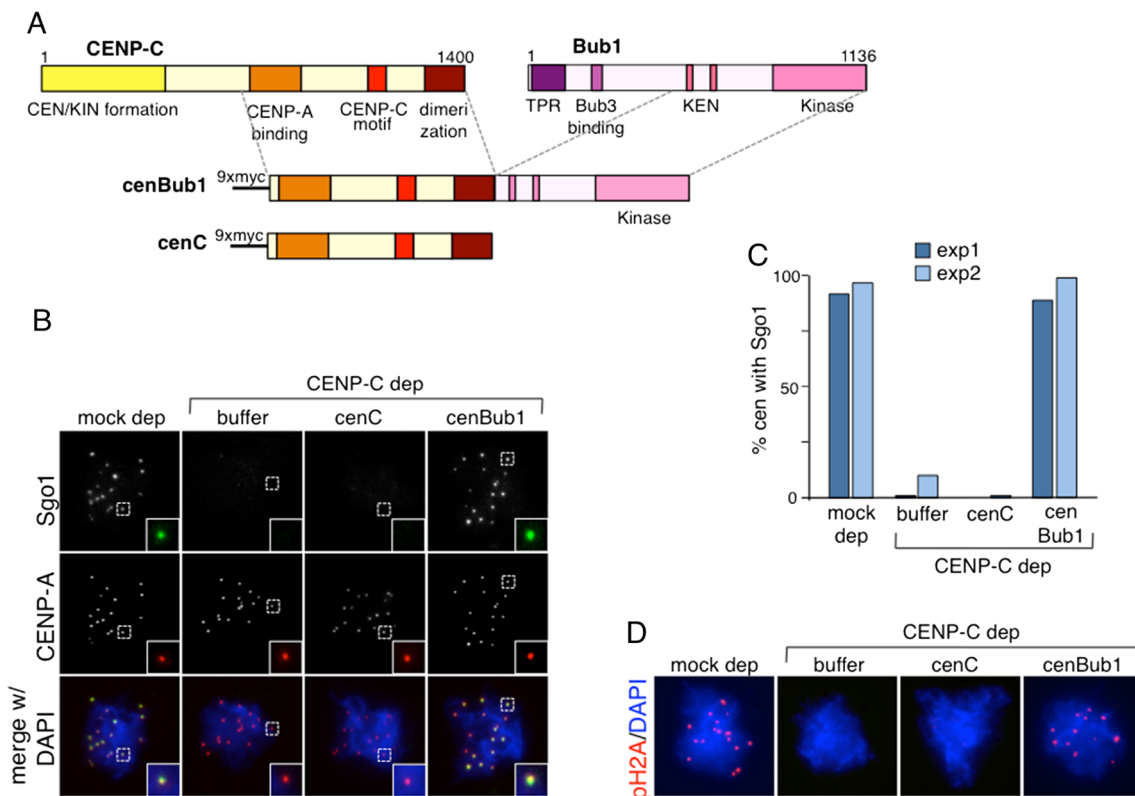 A
1 CENP-C 1400
1 Bub1 1136
CEN/KIN formation
CENP-A
binding
CENP-C
motif
dimeri
zation
TPR
Bub3
binding
KEN
Kinase
cenBub1
9xmyc
Kinase
cenC
9xmyc
B
CENP-C dep
mock dep buffer cenC cenBub1
Sgo1
CENP-A
merge w/
DAPI
C
exp1
exp2
% cen with Sgo1
100
50
0
mock
dep
buffer
cenC
cen
Bub1
CENP-C dep
D
CENP-C dep
mock dep buffer cenC cenBub1
pH2A/DAPI